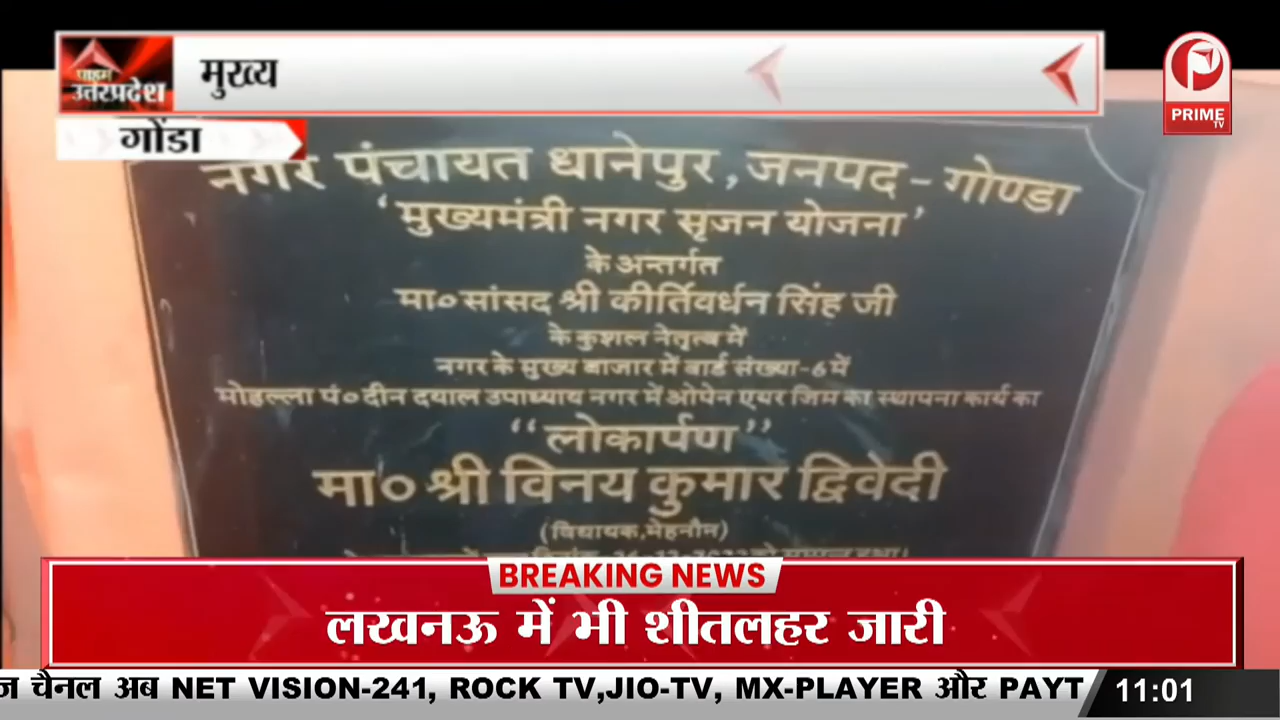 प्राइम
उत्तरप्रदेश
मुख्य
PRIME
TV
गोंडा
नगर पंचायत धानेपुर, जनपद - गोण्डा
'मुख्यमंत्री नगर सृजन योजना'
के अन्तर्गत
मा० सांसद श्री कीर्तिवर्धन सिंह जी
के कुशल नेतृत्व में
नगर के मुख्य बाजार में वार्ड संख्या-6 में
मोहल्ला पं० दीन दयाल उपाध्याय नगर में ओपेन एयर जिम का स्थापना कार्य का
“लोकार्पण”
मा० श्री विनय कुमार द्विवेदी
(विधायक, मेहनौन)
BREAKING NEWS
लखनऊ में भी शीतलहर जारी
ज चैनल अब NET VISION-241, ROCK TV,JIO-TV, MX-PLAYER और PAYT
11:01